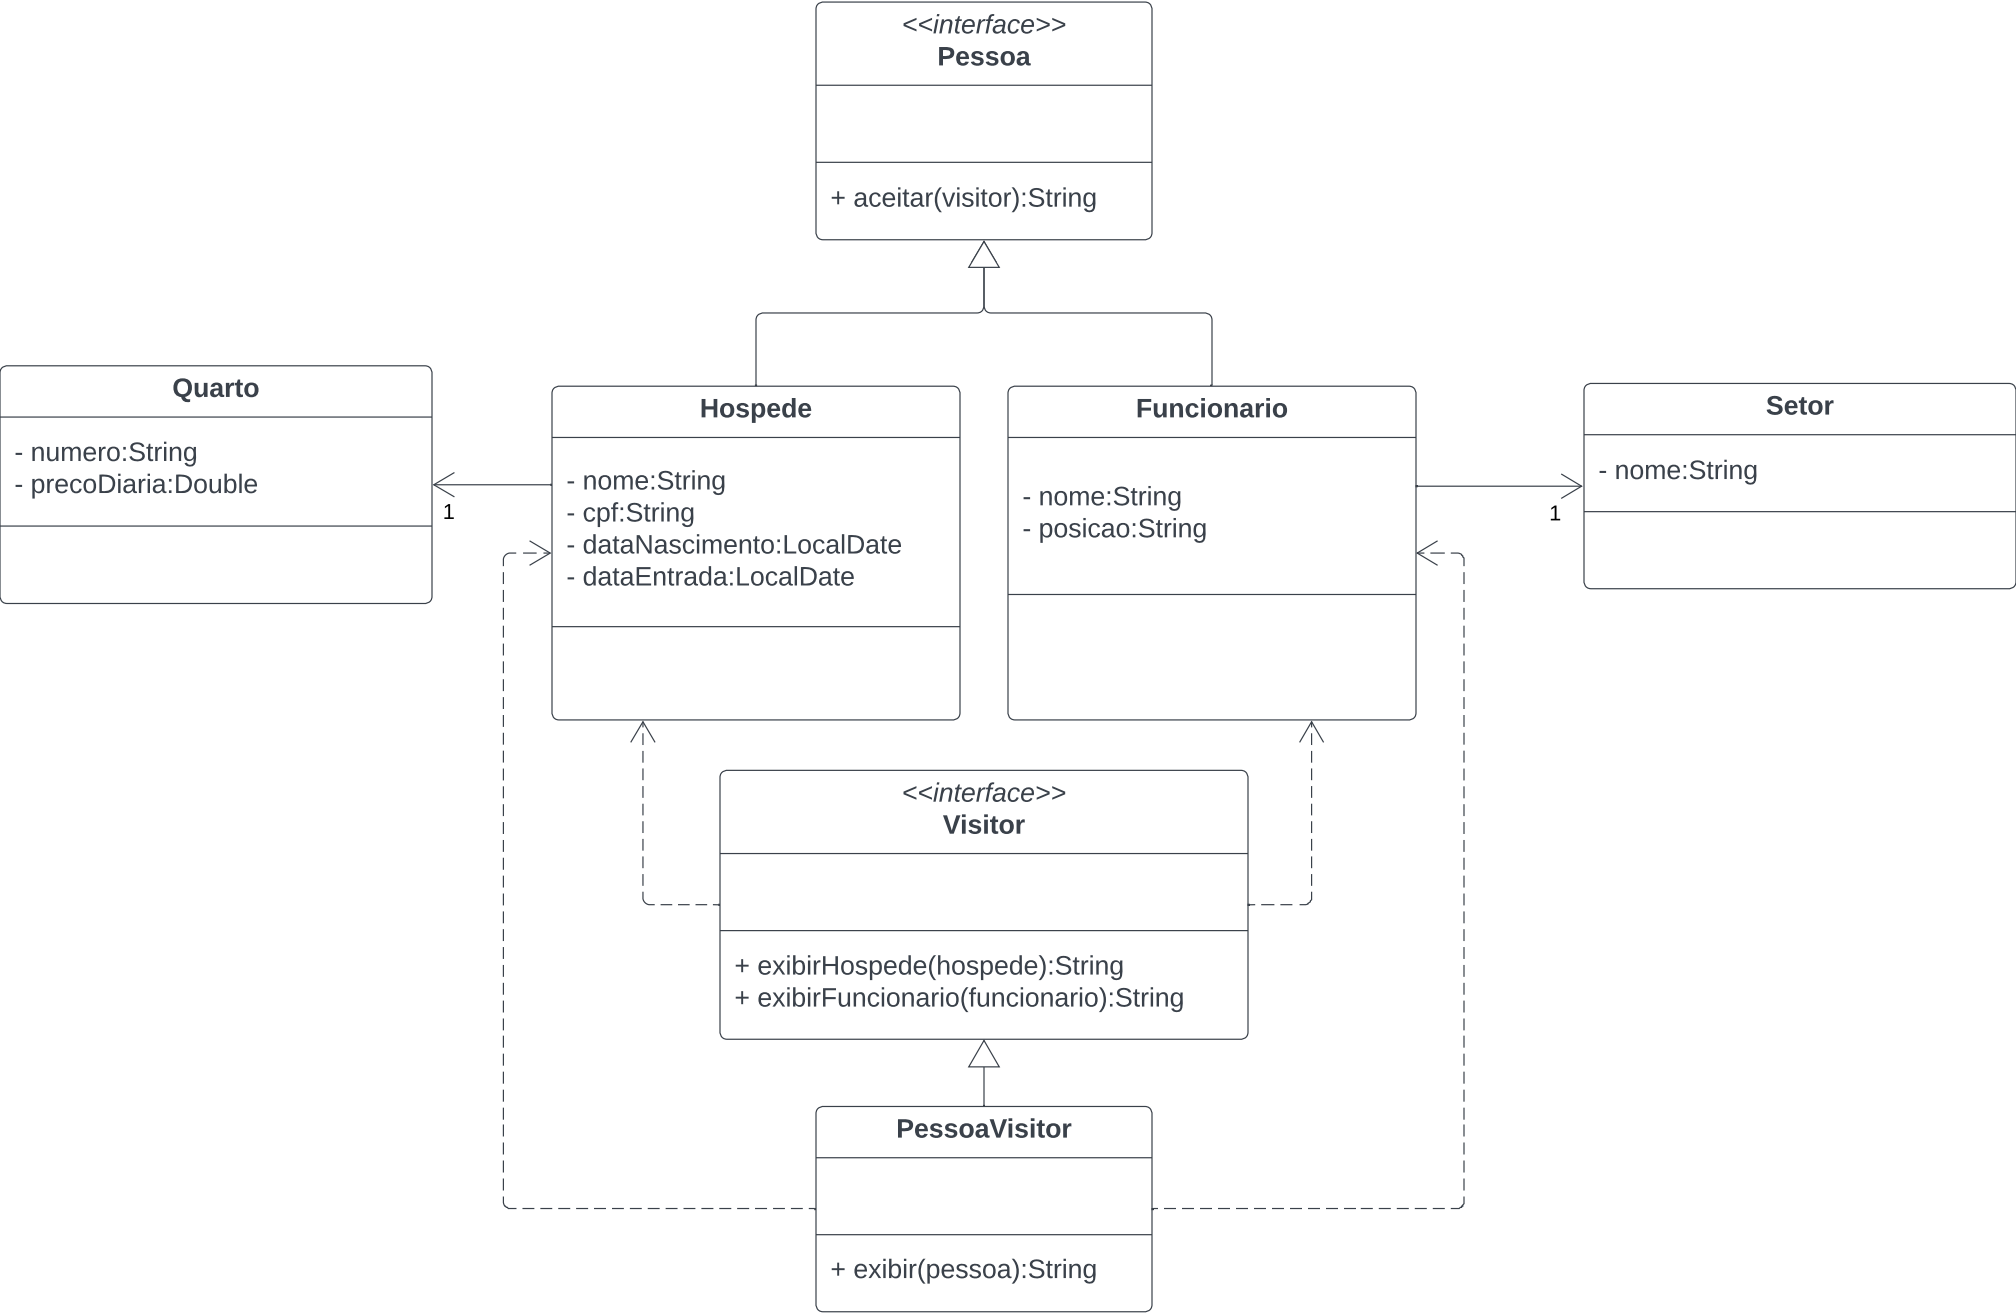 <<interface>>
Pessoa
+ aceitar(visitor):String
Quarto
- numero:String
- precoDiaria:Double
1
Hospede
- nome:String
- cpf:String
- dataNascimento:LocalDate
- dataEntrada:LocalDate
Funcionario
- nome:String
- posicao:String
1
Setor
- nome:String
<<interface>>
Visitor
+ exibirHospede(hospede):String
+ exibirFuncionario(funcionario):String
PessoaVisitor
+ exibir(pessoa):String